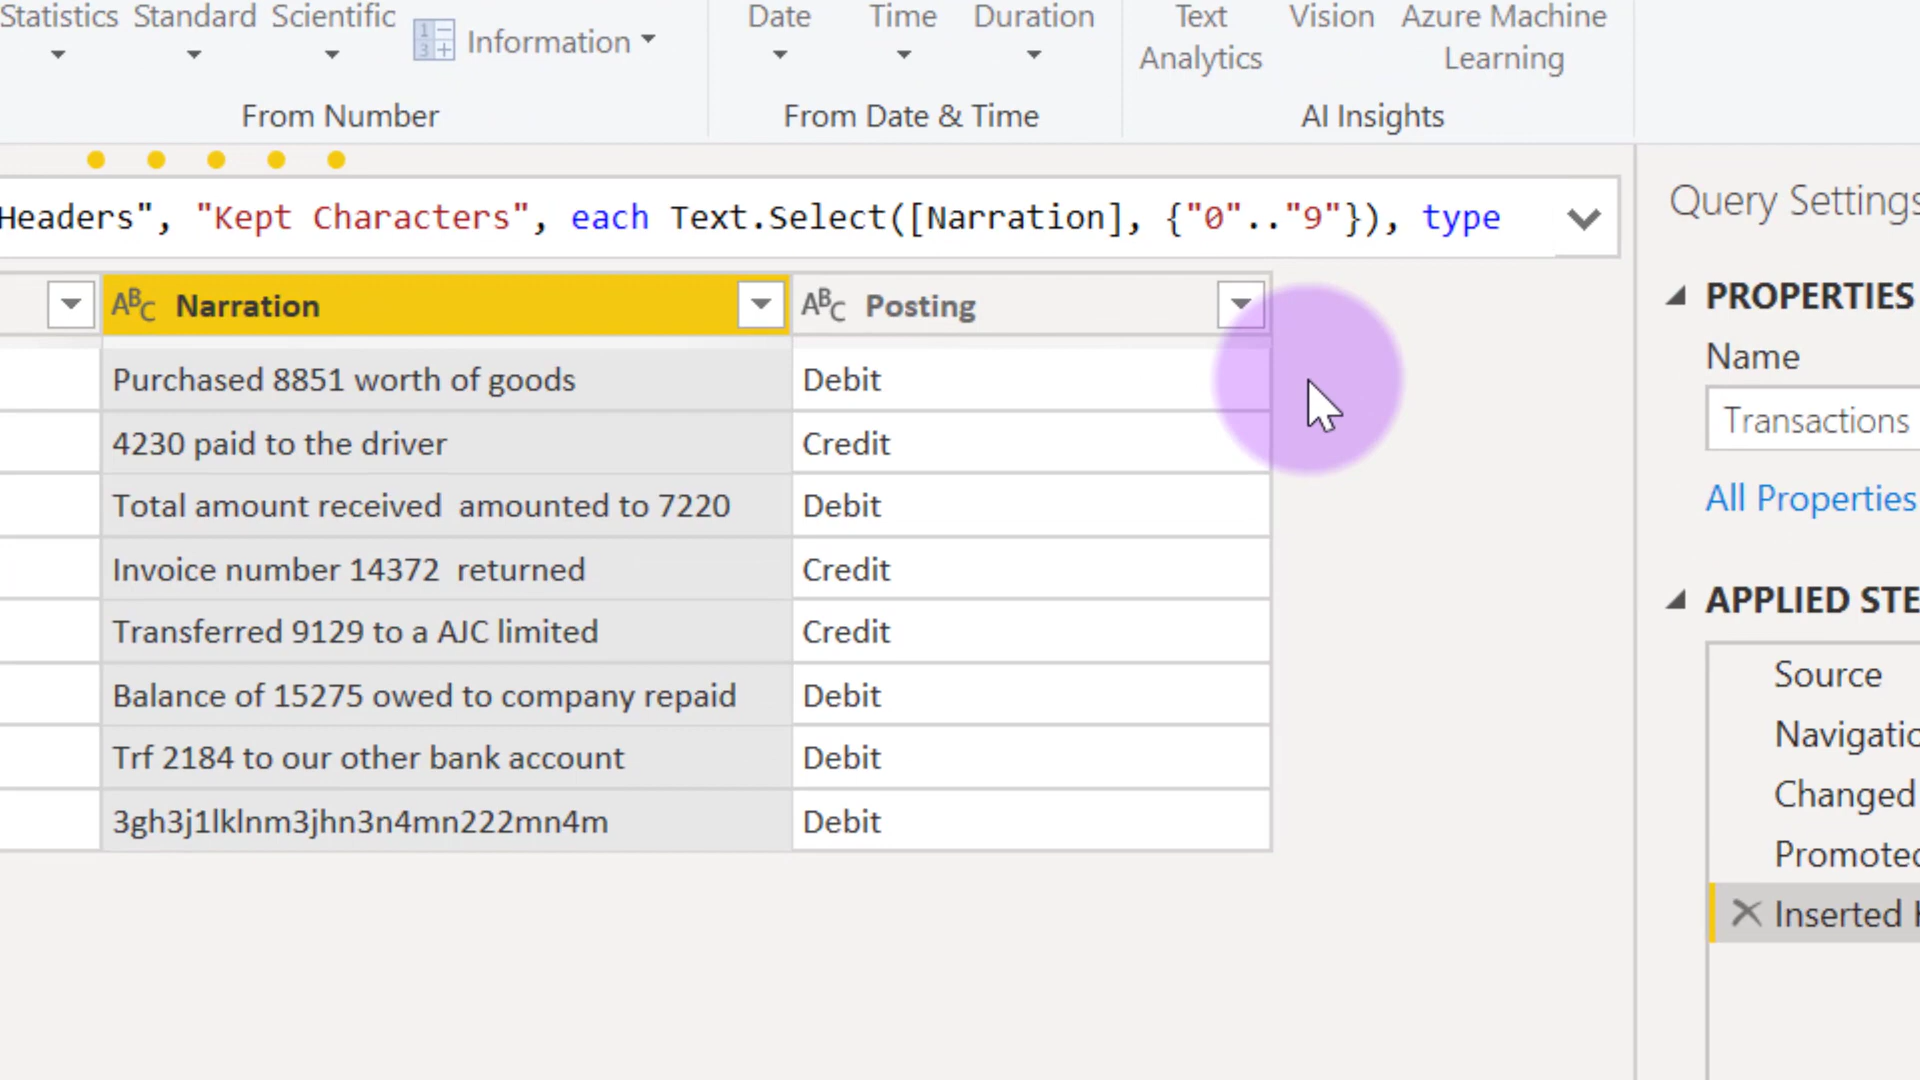 Statistics Standard Scientific Information Date Time Duration Text Analytics Vision Azure Machine Learning
From Number From Date & Time AI Insights
Headers", "Kept Characters", each Text.Select([Narration], {"0".."9"}), type
Query Settings
ABC Narration ABC Posting
Purchased 8851 worth of goods Debit
4230 paid to the driver Credit
Total amount received  amounted to 7220 Debit
Invoice number 14372  returned Credit
Transferred 9129 to a AJC limited Credit
Balance of 15275 owed to company repaid Debit
Trf 2184 to our other bank account Debit
3gh3j1lklnm3jhn3n4mn222mn4m Debit
PROPERTIES
Name
Transactions
All Properties
APPLIED STE
Source
Navigatio
Changed
Promoted
Inserted